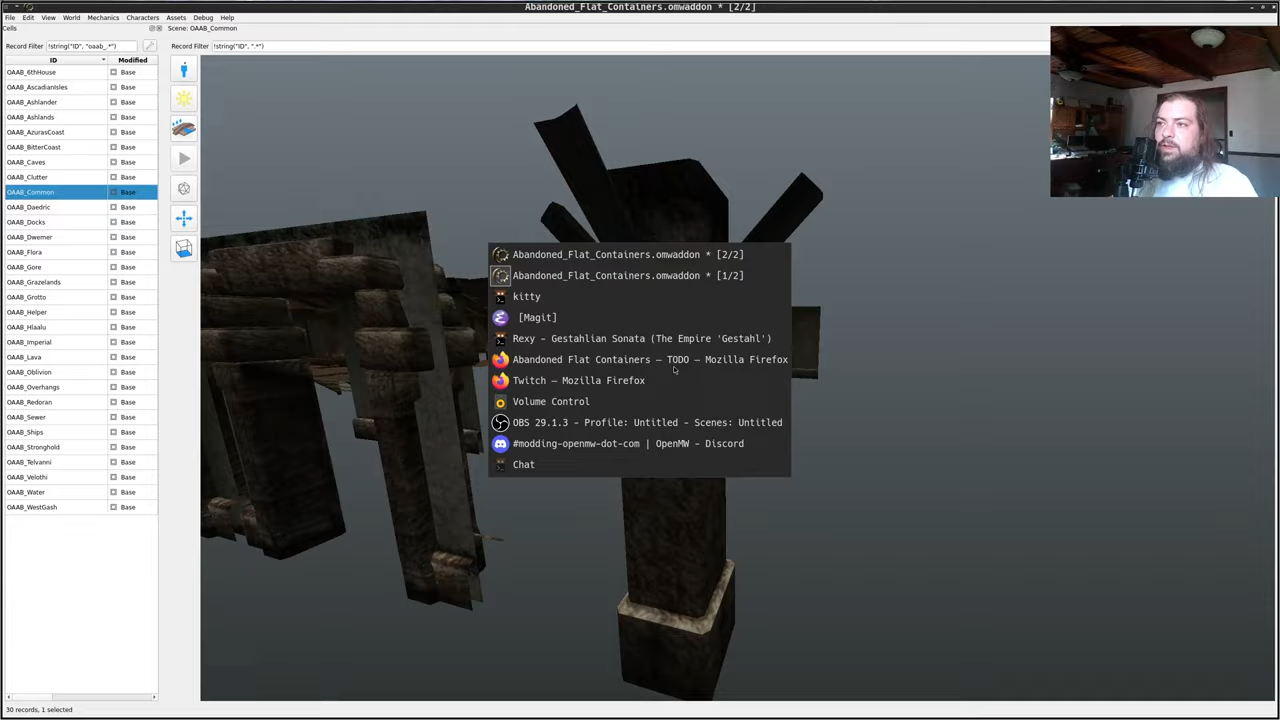 Abandoned_Flat_Containers.omwaddon * [2/2]
File Edit View World Mechanics Characters Assets Debug Help
Cells
Scene: OAAB_Common
Record Filter !string("ID", "oaab_.*")
Record Filter !string("ID", ".*")
ID Modified
OAAB_6thHouse Base
OAAB_AscadianIsles Base
OAAB_Ashlander Base
OAAB_Ashlands Base
OAAB_AzurasCoast Base
OAAB_BitterCoast Base
OAAB_Caves Base
OAAB_Clutter Base
OAAB_Common Base
OAAB_Daedric Base
OAAB_Docks Base
OAAB_Dwemer Base
OAAB_Flora Base
OAAB_Gore Base
OAAB_Grazelands Base
OAAB_Grotto Base
OAAB_Helper Base
OAAB_Hlaalu Base
OAAB_Imperial Base
OAAB_Lava Base
OAAB_Oblivion Base
OAAB_Overhangs Base
OAAB_Redoran Base
OAAB_Sewer Base
OAAB_Ships Base
OAAB_Stronghold Base
OAAB_Telvanni Base
OAAB_Velothi Base
OAAB_Water Base
OAAB_WestGash Base
Abandoned_Flat_Containers.omwaddon * [2/2]
Abandoned_Flat_Containers.omwaddon * [1/2]
kitty
[Magit]
Rexy - Gestahlian Sonata (The Empire 'Gestahl')
Abandoned Flat Containers — TODO — Mozilla Firefox
Twitch — Mozilla Firefox
Volume Control
OBS 29.1.3 - Profile: Untitled - Scenes: Untitled
#modding-openmw-dot-com | OpenMW - Discord
Chat
30 records, 1 selected